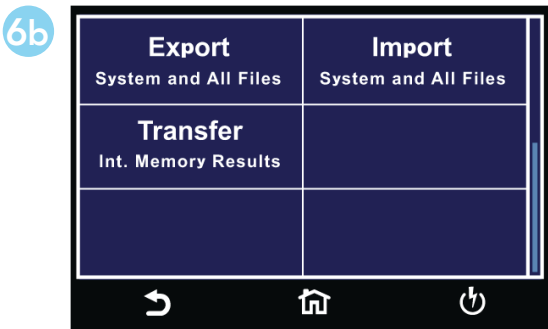 6b
Export
System and All Files
Import
System and All Files
Transfer
Int. Memory Results